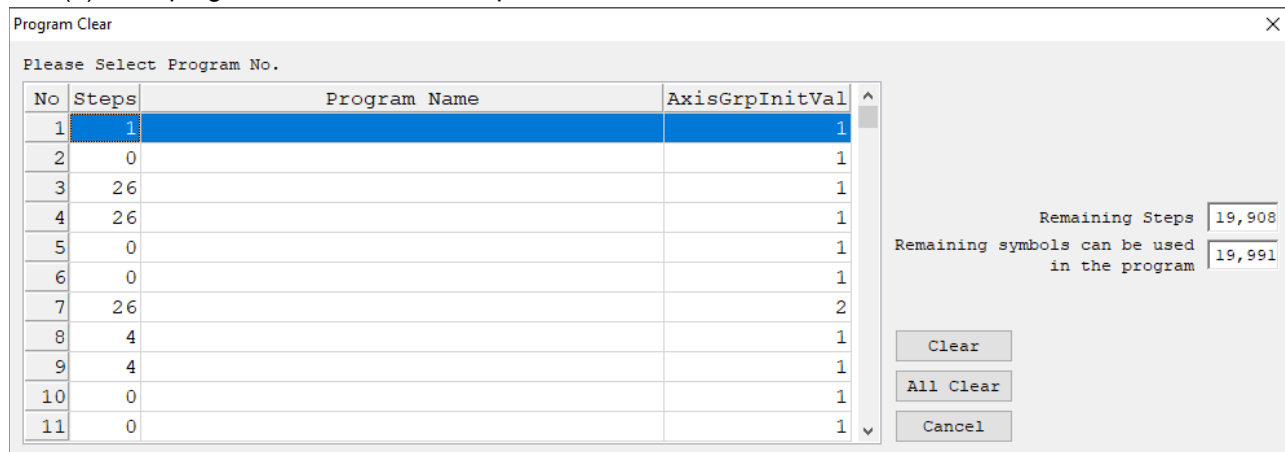 Program Clear
Please Select Program No.
No Steps Program Name AxisGrpInitVal
1 1 1
2 0 1
3 26 1
4 26 1
5 0 1
6 0 1
7 26 2
8 4 1
9 4 1
10 0 1
11 0 1
Remaining Steps 19,908
Remaining symbols can be used
in the program 19,991
Clear
All Clear
Cancel